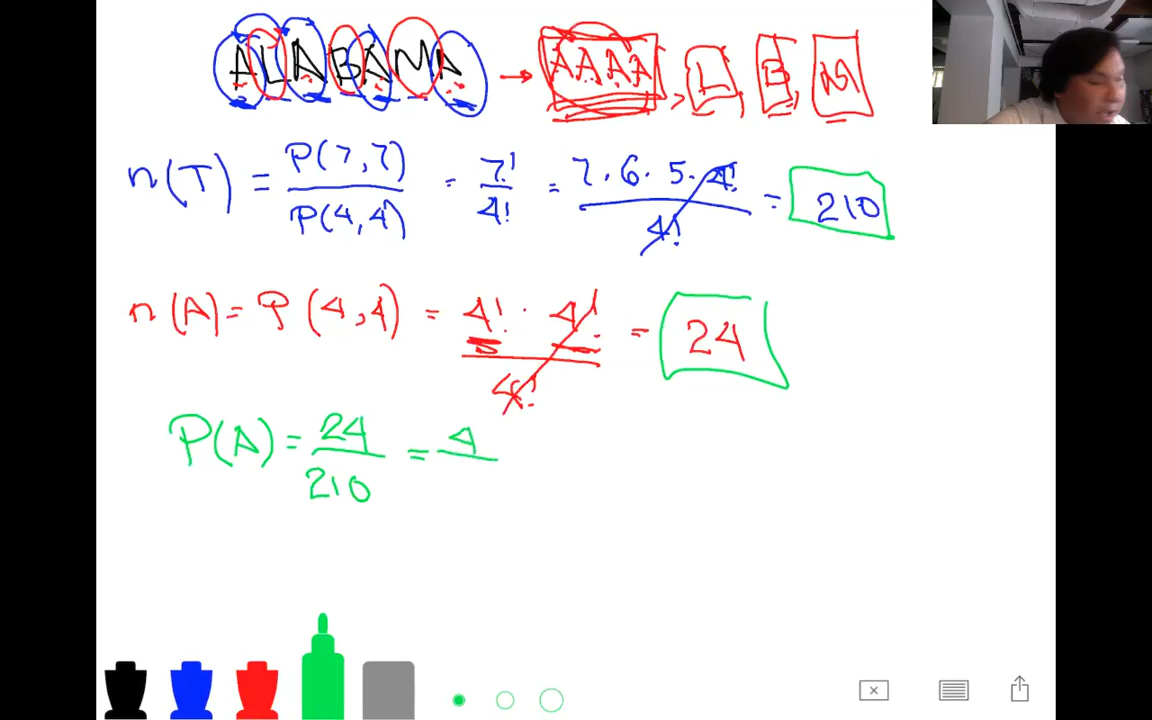 ALABAMA → AAAA, L, B, M
n(T) = P(7,7) / P(4,4) = 7! / 4! = 7 · 6 · 5 · 4! / 4! = 210
n(A) = P(4,4) = 4! · 4! / 4! = 24
P(A) = 24 / 210 = 4 /